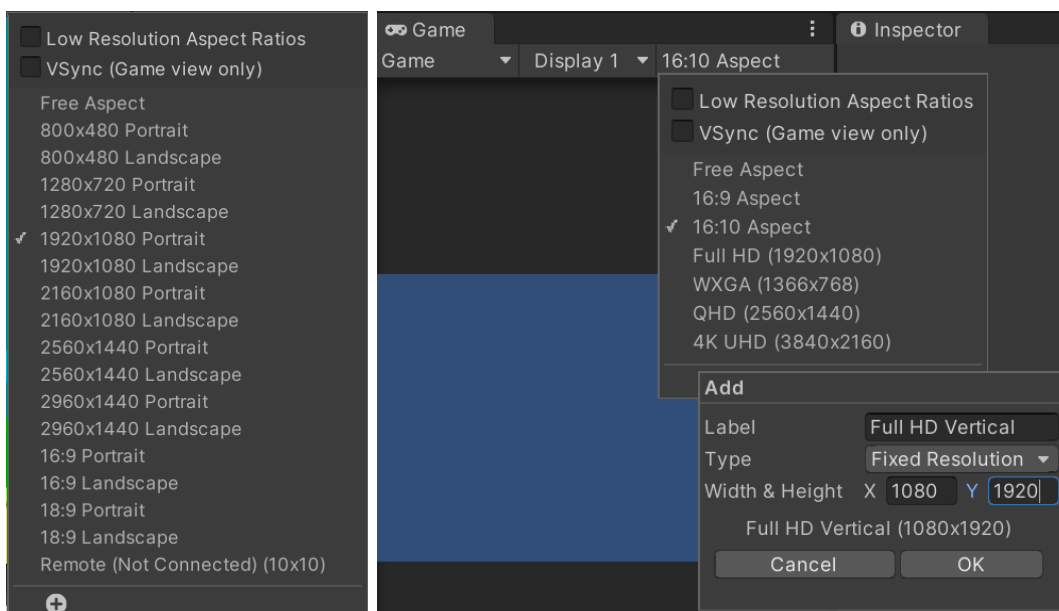 Low Resolution Aspect Ratios
VSync (Game view only)
Free Aspect
800x480 Portrait
800x480 Landscape
1280x720 Portrait
1280x720 Landscape
1920x1080 Portrait
1920x1080 Landscape
2160x1080 Portrait
2160x1080 Landscape
2560x1440 Portrait
2560x1440 Landscape
2960x1440 Portrait
2960x1440 Landscape
16:9 Portrait
16:9 Landscape
18:9 Portrait
18:9 Landscape
Remote (Not Connected) (10x10)
Game
Inspector
Game Display 1 16:10 Aspect
Low Resolution Aspect Ratios
VSync (Game view only)
Free Aspect
16:9 Aspect
16:10 Aspect
Full HD (1920x1080)
WXGA (1366x768)
QHD (2560x1440)
4K UHD (3840x2160)
Add
Label Full HD Vertical
Type Fixed Resolution
Width & Height X 1080 Y 1920
Full HD Vertical (1080x1920)
Cancel OK